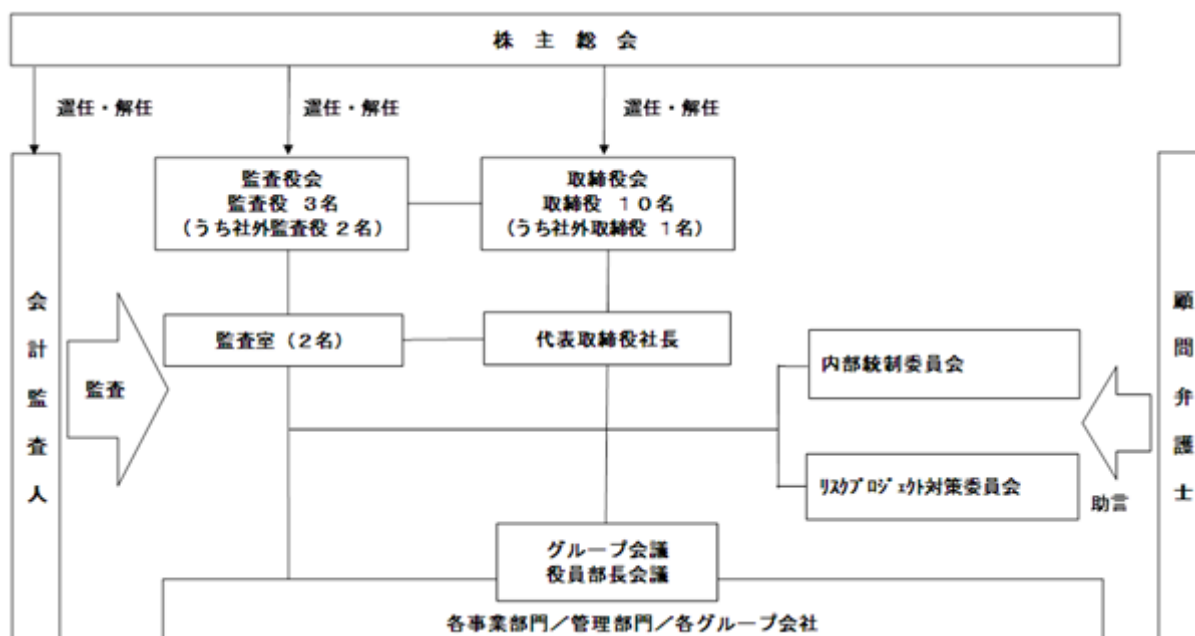 株 主 総 会
選任・解任
選任・解任
選任・解任
監査役会
監査役 3名
(うち社外監査役 2名)
取締役会
取締役 10名
(うち社外取締役 1名)
会計監査人
監査
監査室(2名)
代表取締役社長
内部統制委員会
リスクプロジェクト対策委員会
顧問弁護士
助言
グループ会議
役員部長会議
各事業部門/管理部門/各グループ会社